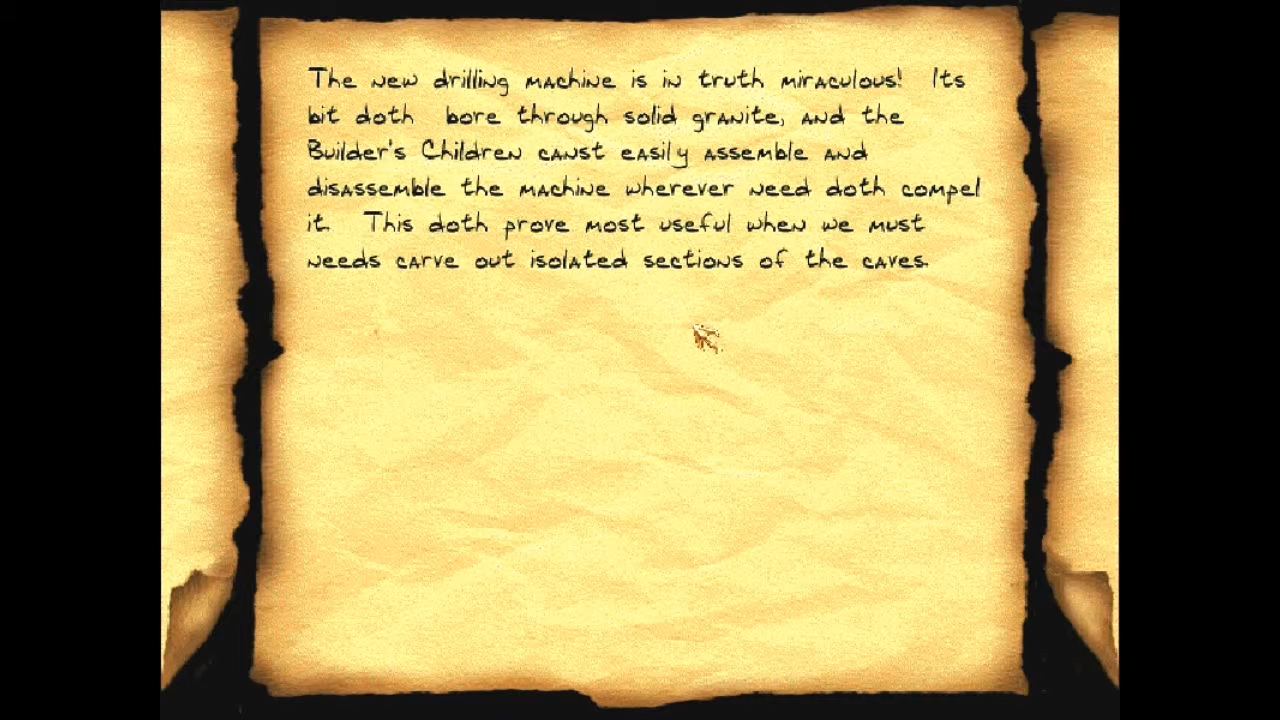 The new drilling machine is in truth miraculous! Its
bit doth bore through solid granite, and the
Builder's Children canst easily assemble and
disassemble the machine wherever need doth compel
it. This doth prove most useful when we must
needs carve out isolated sections of the caves.